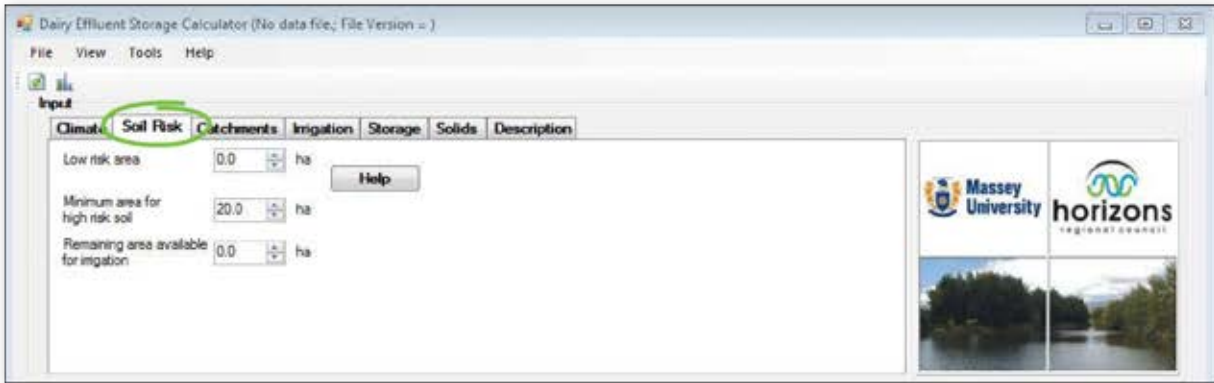 Dairy Effluent Storage Calculator (No data file,; File Version = )
File View Tools Help
Input
Climate Soil Risk Catchments Irrigation Storage Solids Description
Low risk area 0.0 ha
Help
Minimum area for
high risk soil 20.0 ha
Remaining area available
for irrigation 0.0 ha
Massey
University
horizons
regional council